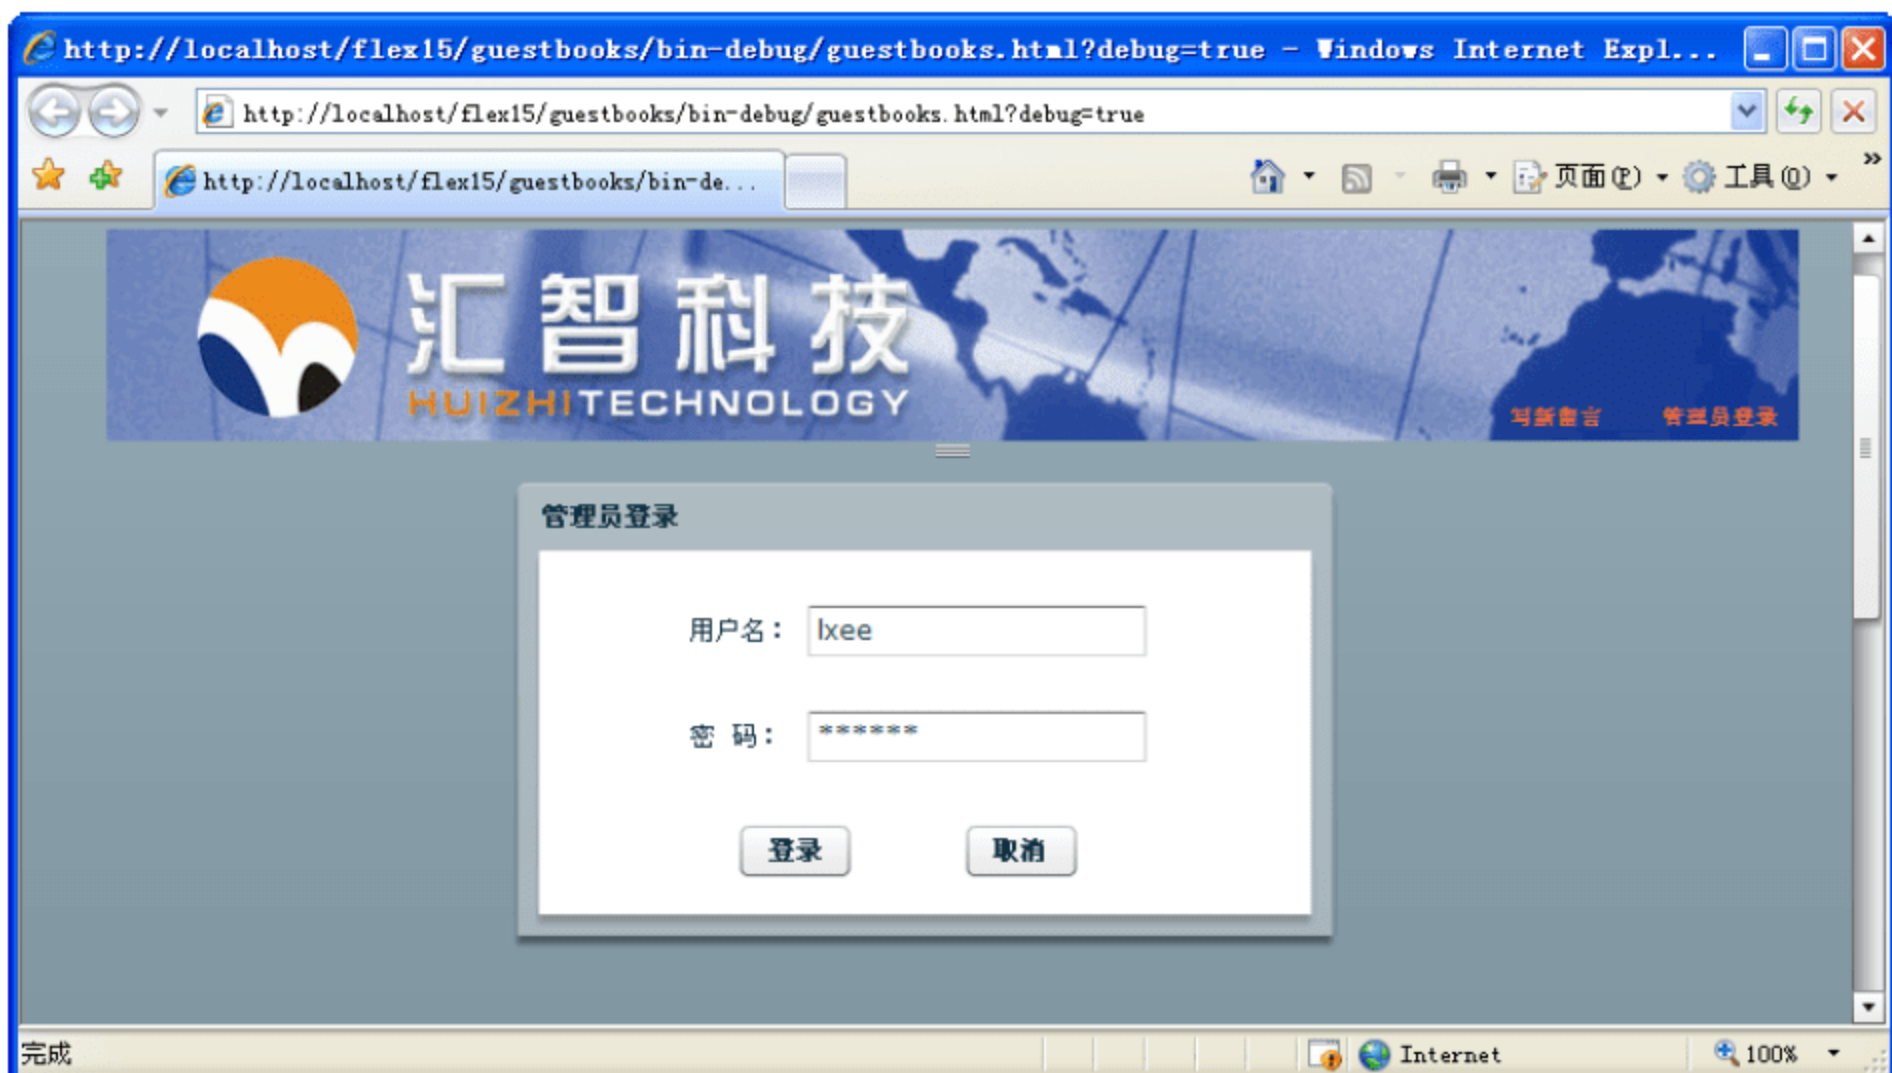 http://localhost/flex15/guestbooks/bin-debug/guestbooks.html?debug=true - Windows Internet Expl...
http://localhost/flex15/guestbooks/bin-debug/guestbooks.html?debug=true
http://localhost/flex15/guestbooks/bin-de...
页面(P)
工具(O)
汇智科技
HUIZHITECHNOLOGY
写新留言
管理员登录
管理员登录
用户名：
lxee
密 码：
******
登录
取消
完成
Internet
100%